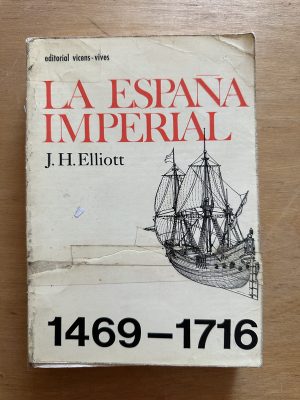 editorial vicens-vives
LA ESPAÑA
IMPERIAL
J. H. Elliott
1469-1716